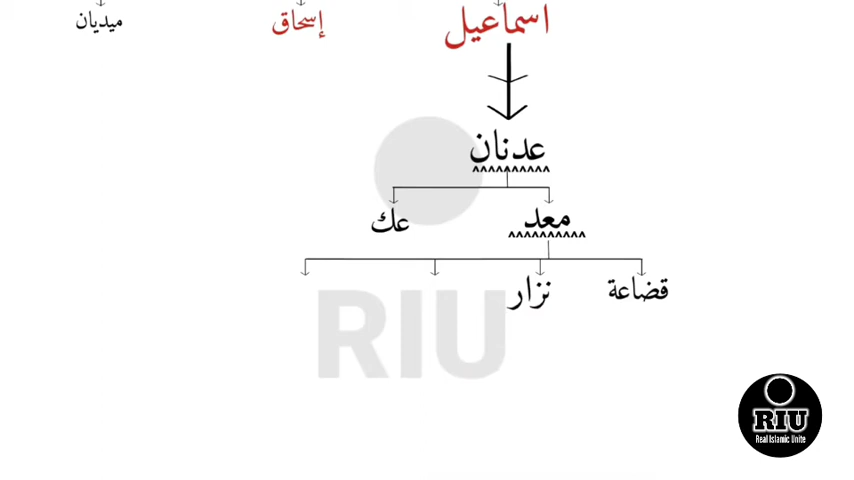 اسماعيل إسحاق ميديان
عدنان
معد عك
قضاعة نزار
RIU
RIU
Real Islamic Unite